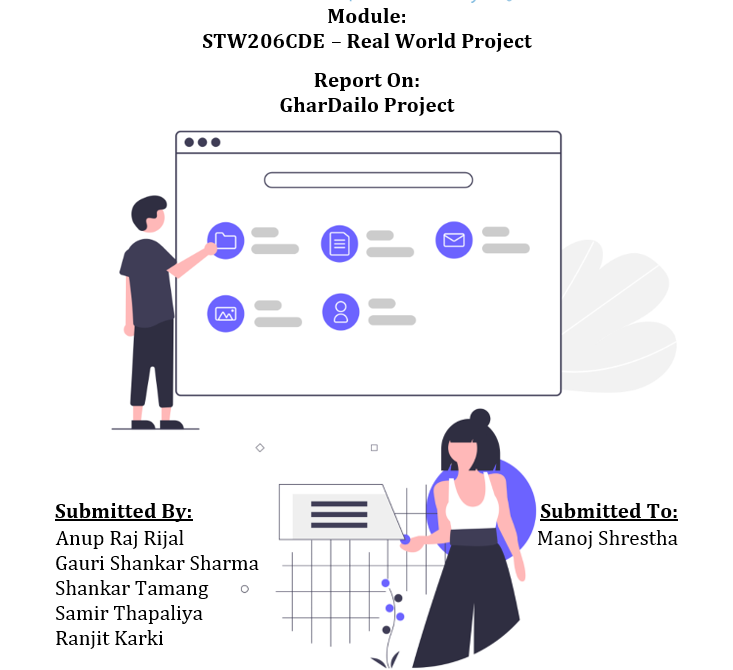 Module:
STW206CDE – Real World Project
Report On:
GharDailo Project
Submitted By:
Anup Raj Rijal
Gauri Shankar Sharma
Shankar Tamang
Samir Thapaliya
Ranjit Karki
Submitted To:
Manoj Shrestha